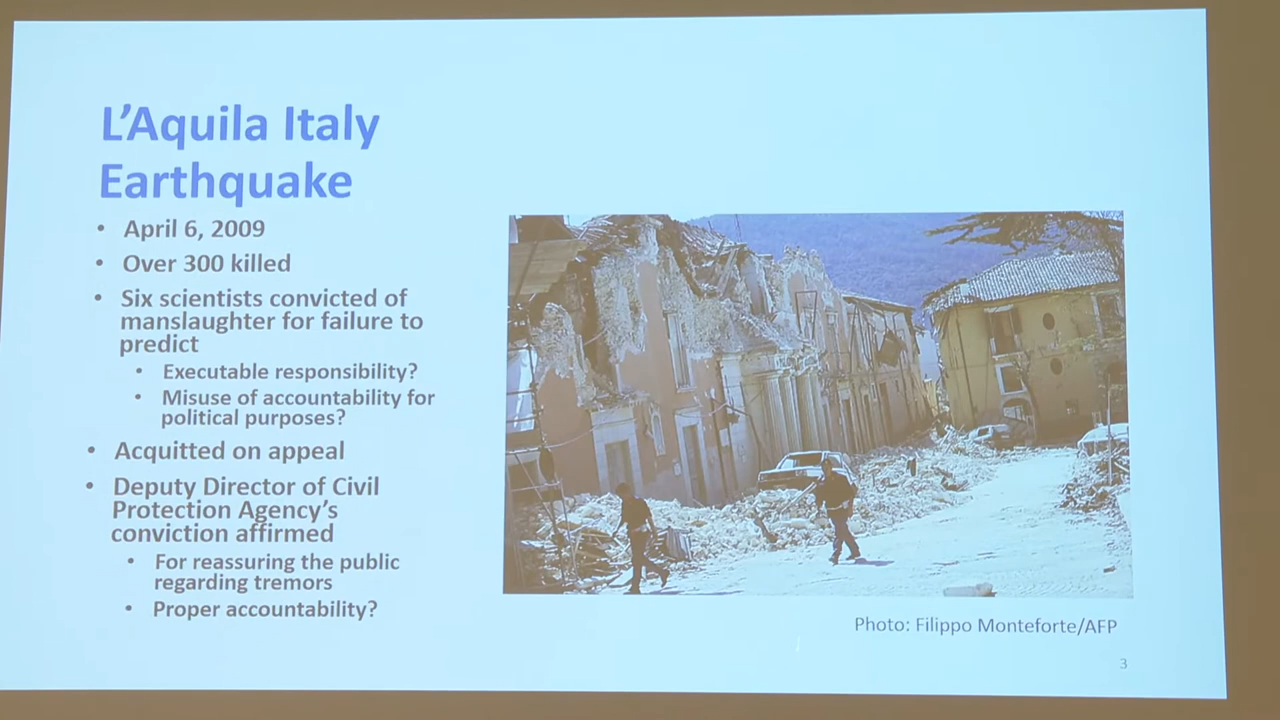 L'Aquila Italy
Earthquake
• April 6, 2009
• Over 300 killed
• Six scientists convicted of
manslaughter for failure to
predict
• Executable responsibility?
• Misuse of accountability for
political purposes?
• Acquitted on appeal
• Deputy Director of Civil
Protection Agency's
conviction affirmed
• For reassuring the public
regarding tremors
• Proper accountability?
Photo: Filippo Monteforte/AFP
3